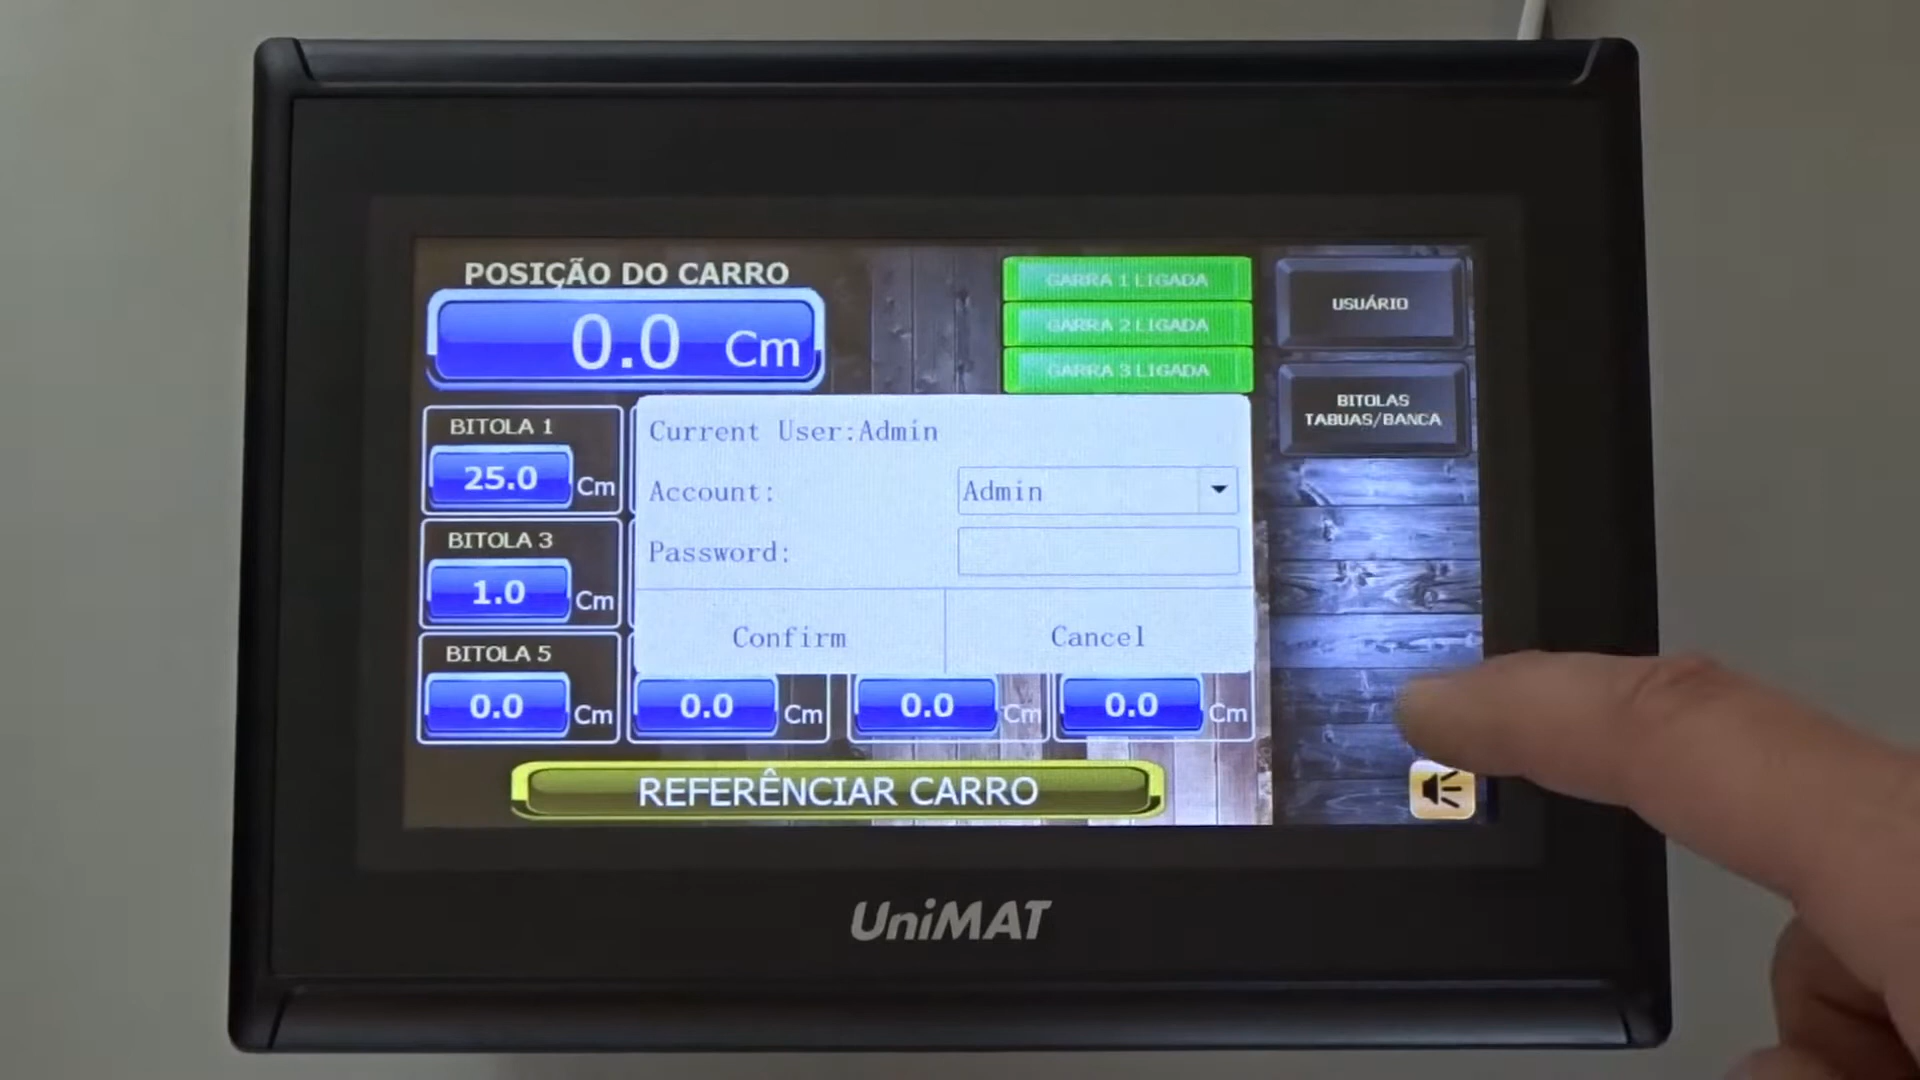 POSIÇÃO DO CARRO
0.0 Cm
GARRA 1 LIGADA
GARRA 2 LIGADA
GARRA 3 LIGADA
USUÁRIO
BITOLAS
TABUAS/BANCA
BITOLA 1
25.0 Cm
BITOLA 3
1.0 Cm
BITOLA 5
0.0 Cm
0.0 Cm
0.0 Cm
0.0 Cm
Current User:Admin
Account: Admin
Password:
Confirm Cancel
REFERÊNCIAR CARRO
UniMAT